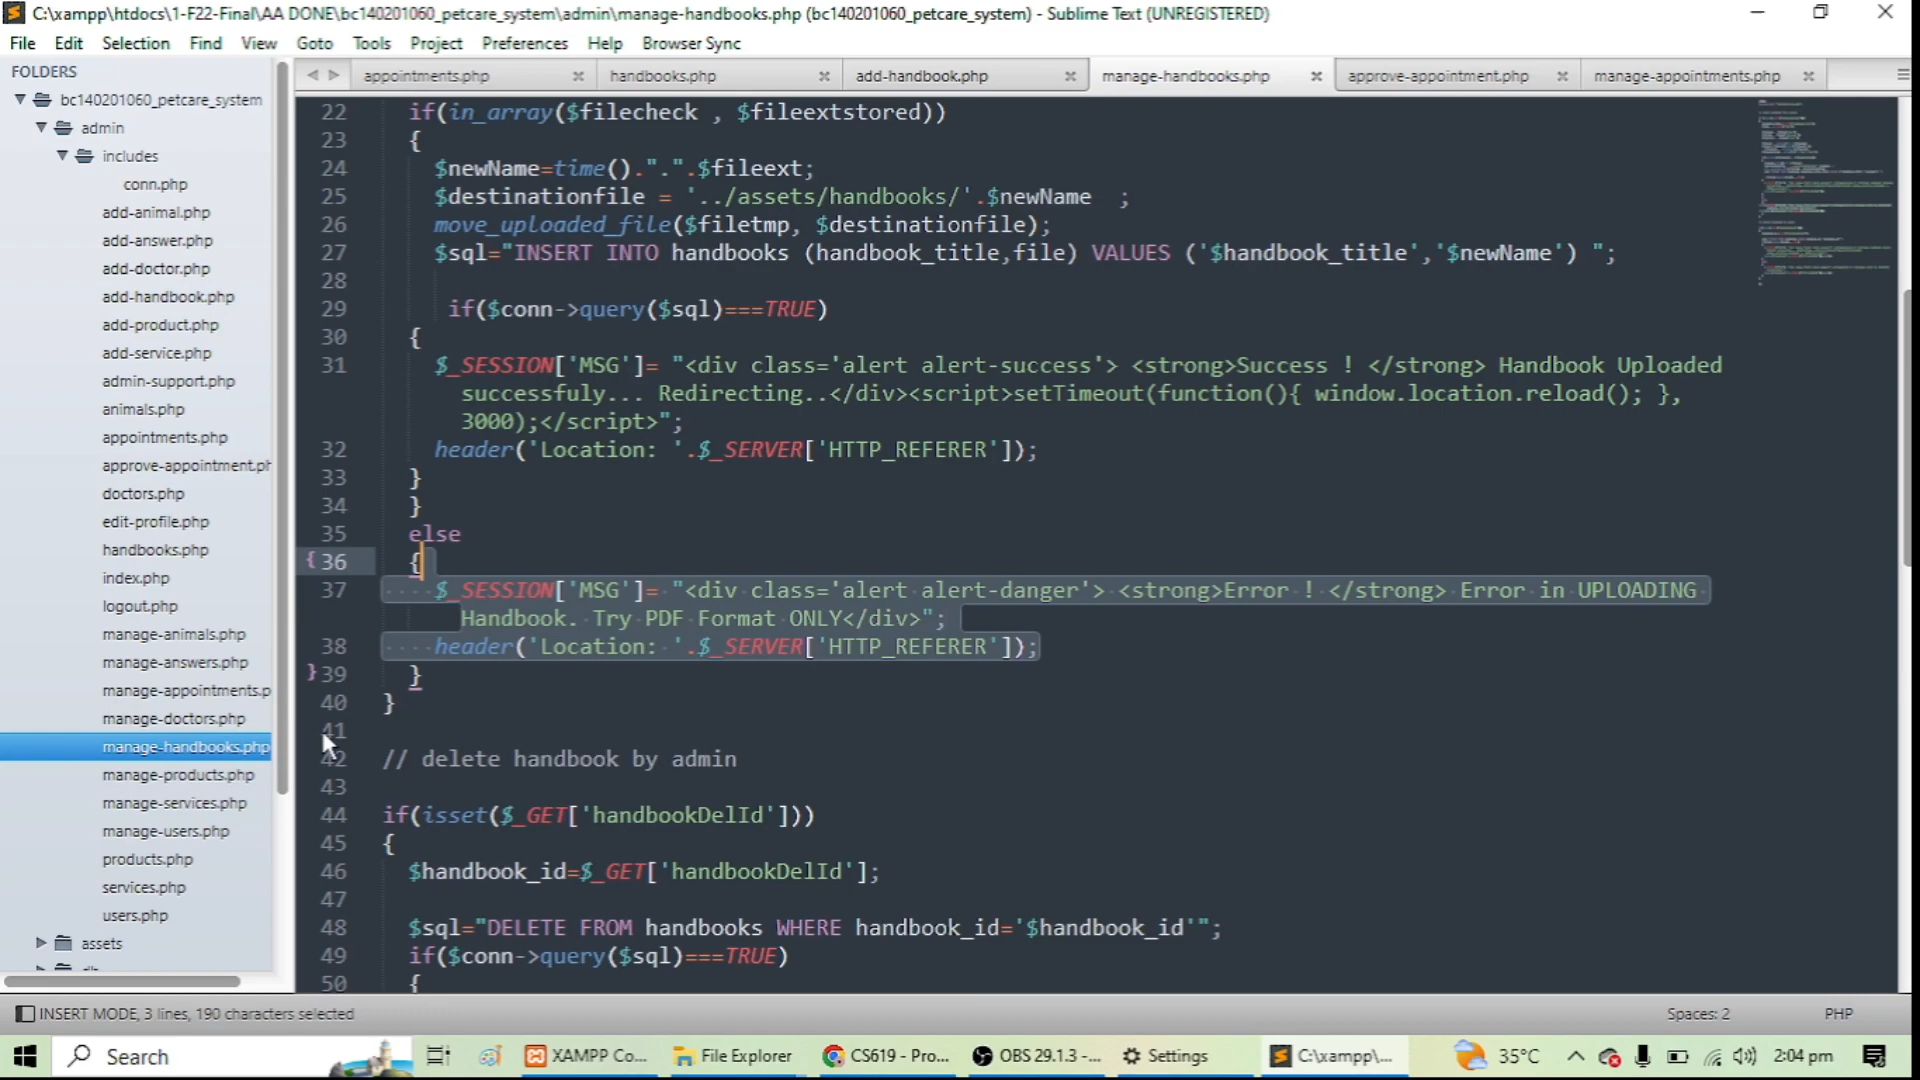 C:\xampp\htdocs\1-F22-Final\AA DONE\bc140201060_petcare_system\admin\manage-handbooks.php (bc140201060_petcare_system) - Sublime Text (UNREGISTERED)
File Edit Selection Find View Goto Tools Project Preferences Help Browser Sync
FOLDERS
bc140201060_petcare_system
admin
includes
conn.php
add-animal.php
add-answer.php
add-doctor.php
add-handbook.php
add-product.php
add-service.php
admin-support.php
animals.php
appointments.php
approve-appointment.ph
doctors.php
edit-profile.php
handbooks.php
index.php
logout.php
manage-animals.php
manage-answers.php
manage-appointments.p
manage-doctors.php
manage-handbooks.php
manage-products.php
manage-services.php
manage-users.php
products.php
services.php
users.php
assets
appointments.php handbooks.php add-handbook.php manage-handbooks.php approve-appointment.php manage-appointments.php
22 if(in_array($filecheck , $fileextstored))
23 {
24 $newName=time().".".$fileext;
25 $destinationfile = '../assets/handbooks/'.$newName ;
26 move_uploaded_file($filetmp, $destinationfile);
27 $sql="INSERT INTO handbooks (handbook_title,file) VALUES ('$handbook_title','$newName') ";
28
29 if($conn->query($sql)===TRUE)
30 {
31 $_SESSION['MSG']= "<div class='alert alert-success'> <strong>Success ! </strong> Handbook Uploaded
successfuly... Redirecting..</div><script>setTimeout(function(){ window.location.reload(); },
3000);</script>";
32 header('Location: '.$_SERVER['HTTP_REFERER']);
33 }
34 }
35 else
36 {
37 $_SESSION['MSG']= "<div class='alert alert-danger'> <strong>Error ! </strong> Error in UPLOADING
Handbook. Try PDF Format ONLY</div>";
38 header('Location: '.$_SERVER['HTTP_REFERER']);
39 }
40 }
41
42 // delete handbook by admin
43
44 if(isset($_GET['handbookDelId']))
45 {
46 $handbook_id=$_GET['handbookDelId'];
47
48 $sql="DELETE FROM handbooks WHERE handbook_id='$handbook_id'";
49 if($conn->query($sql)===TRUE)
50 {
INSERT MODE, 3 lines, 190 characters selected Spaces: 2 PHP
Search XAMPP Co... File Explorer CS619 - Pro... OBS 29.1.3 -... Settings C:\xampp\... 35°C 2:04 pm